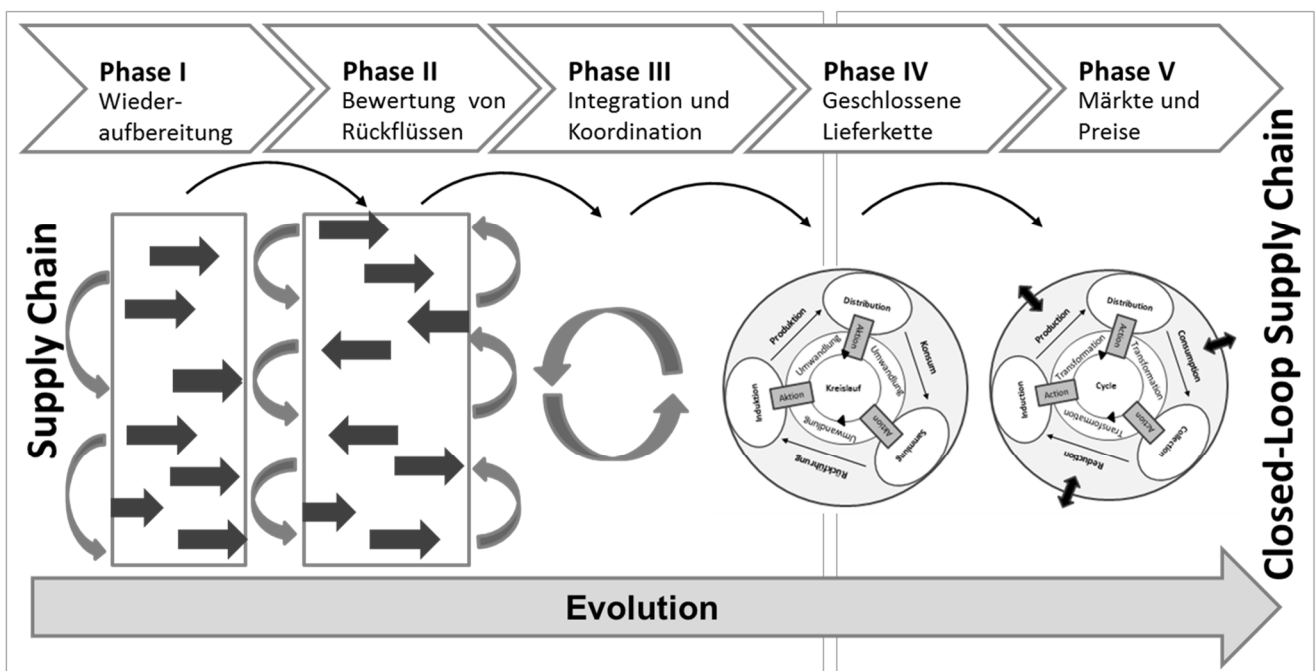 Phase I
Wieder-
aufbereitung
Phase II
Bewertung von
Rückflüssen
Phase III
Integration und
Koordination
Phase IV
Geschlossene
Lieferkette
Phase V
Märkte und
Preise
Supply Chain
Distribution
Produktion
Aktion
Konsum
Umwandlung
Umwandlung
Induktion
Aktion
Kreislauf
Aktion
Umwandlung
Sammlung
Rückführung
Distribution
Production
Action
Consumption
Transformation
Transformation
Induction
Action
Cycle
Action
Transformation
Collection
Reduction
Closed-Loop Supply Chain
Evolution